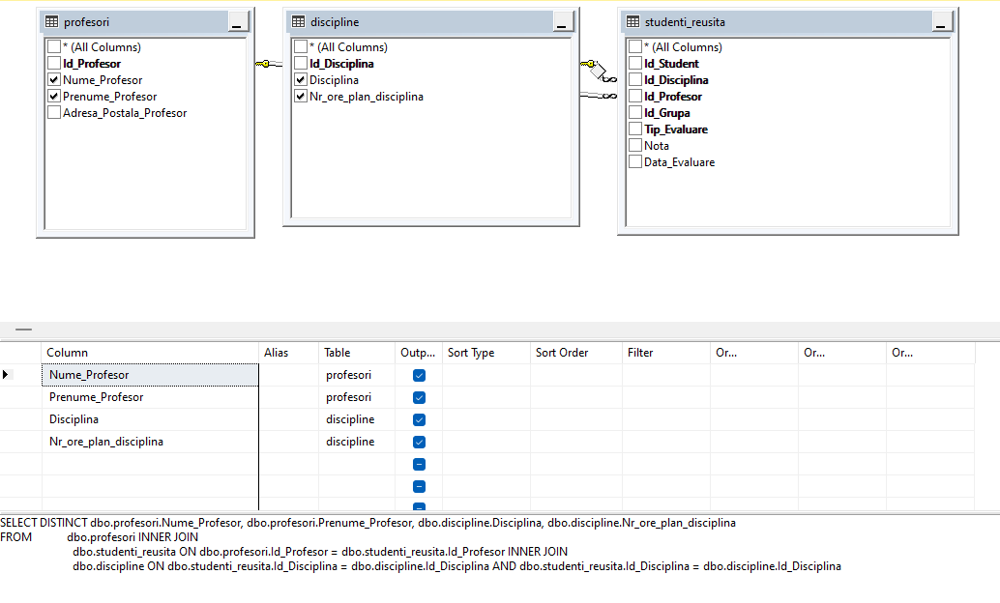 profesori
* (All Columns)
Id_Profesor
Nume_Profesor
Prenume_Profesor
Adresa_Postala_Profesor
discipline
* (All Columns)
Id_Disciplina
Disciplina
Nr_ore_plan_disciplina
studenti_reusita
* (All Columns)
Id_Student
Id_Disciplina
Id_Profesor
Id_Grupa
Tip_Evaluare
Nota
Data_Evaluare
Column Alias Table Outp... Sort Type Sort Order Filter Or... Or... Or...
Nume_Profesor profesori
Prenume_Profesor profesori
Disciplina discipline
Nr_ore_plan_disciplina discipline
SELECT DISTINCT dbo.profesori.Nume_Profesor, dbo.profesori.Prenume_Profesor, dbo.discipline.Disciplina, dbo.discipline.Nr_ore_plan_disciplina
FROM dbo.profesori INNER JOIN
dbo.studenti_reusita ON dbo.profesori.Id_Profesor = dbo.studenti_reusita.Id_Profesor INNER JOIN
dbo.discipline ON dbo.studenti_reusita.Id_Disciplina = dbo.discipline.Id_Disciplina AND dbo.studenti_reusita.Id_Disciplina = dbo.discipline.Id_Disciplina